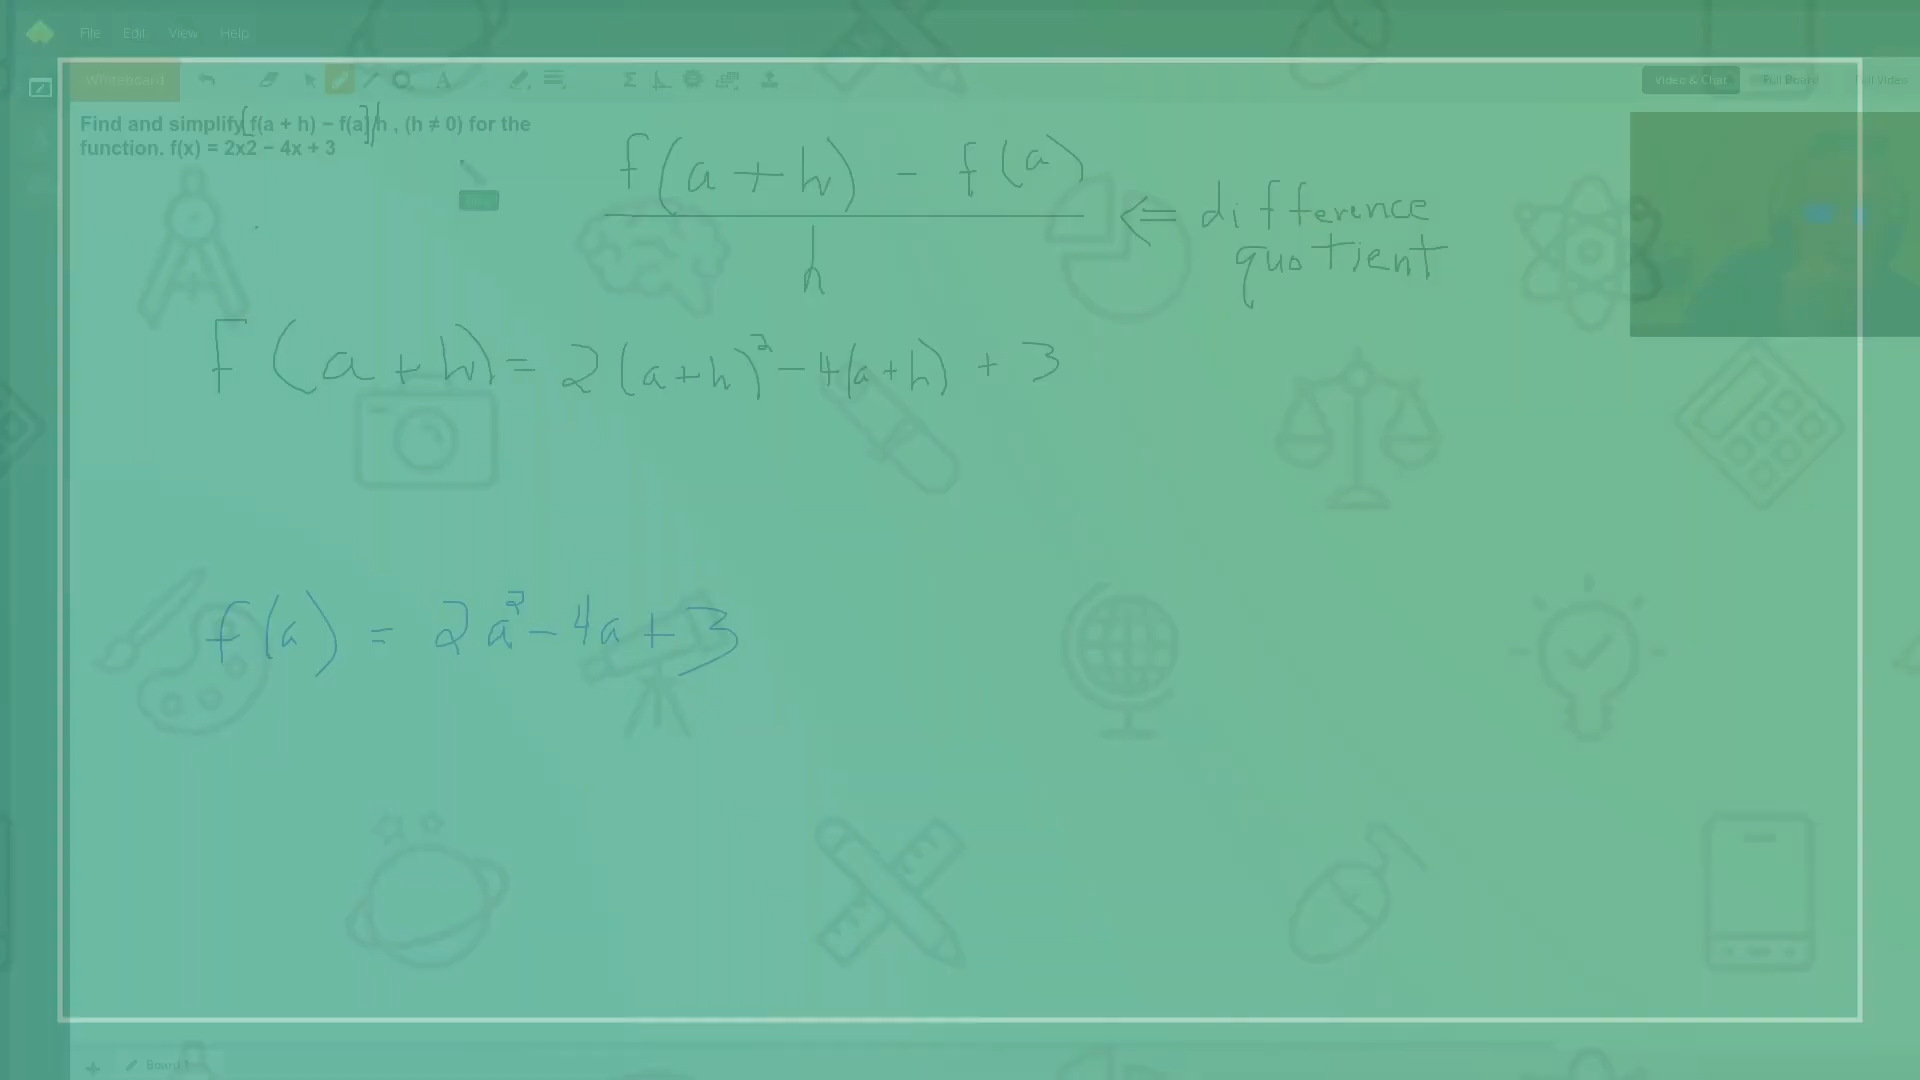 File Edit View Help
Whiteboard
Video & Chat Full Board Full Video
Find and simplify [f(a + h) − f(a)]/h , (h ≠ 0) for the
function. f(x) = 2x2 − 4x + 3
f(a+h) - f(a)
h
⇐ difference
quotient
F(a+h) = 2(a+h)² - 4(a+h) + 3
f(a) = 2a² - 4a + 3
Board 1